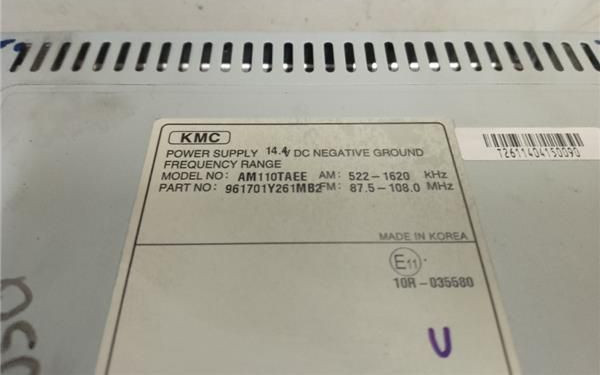 KMC
POWER SUPPLY 14.4V DC NEGATIVE GROUND
FREQUENCY RANGE
MODEL NO: AM110TAEE AM: 522-1620 kHz
PART NO: 961701Y261MB2 FM: 87.5-108.0 MHz
MADE IN KOREA
E11
10R-035580
U
T2611404150090